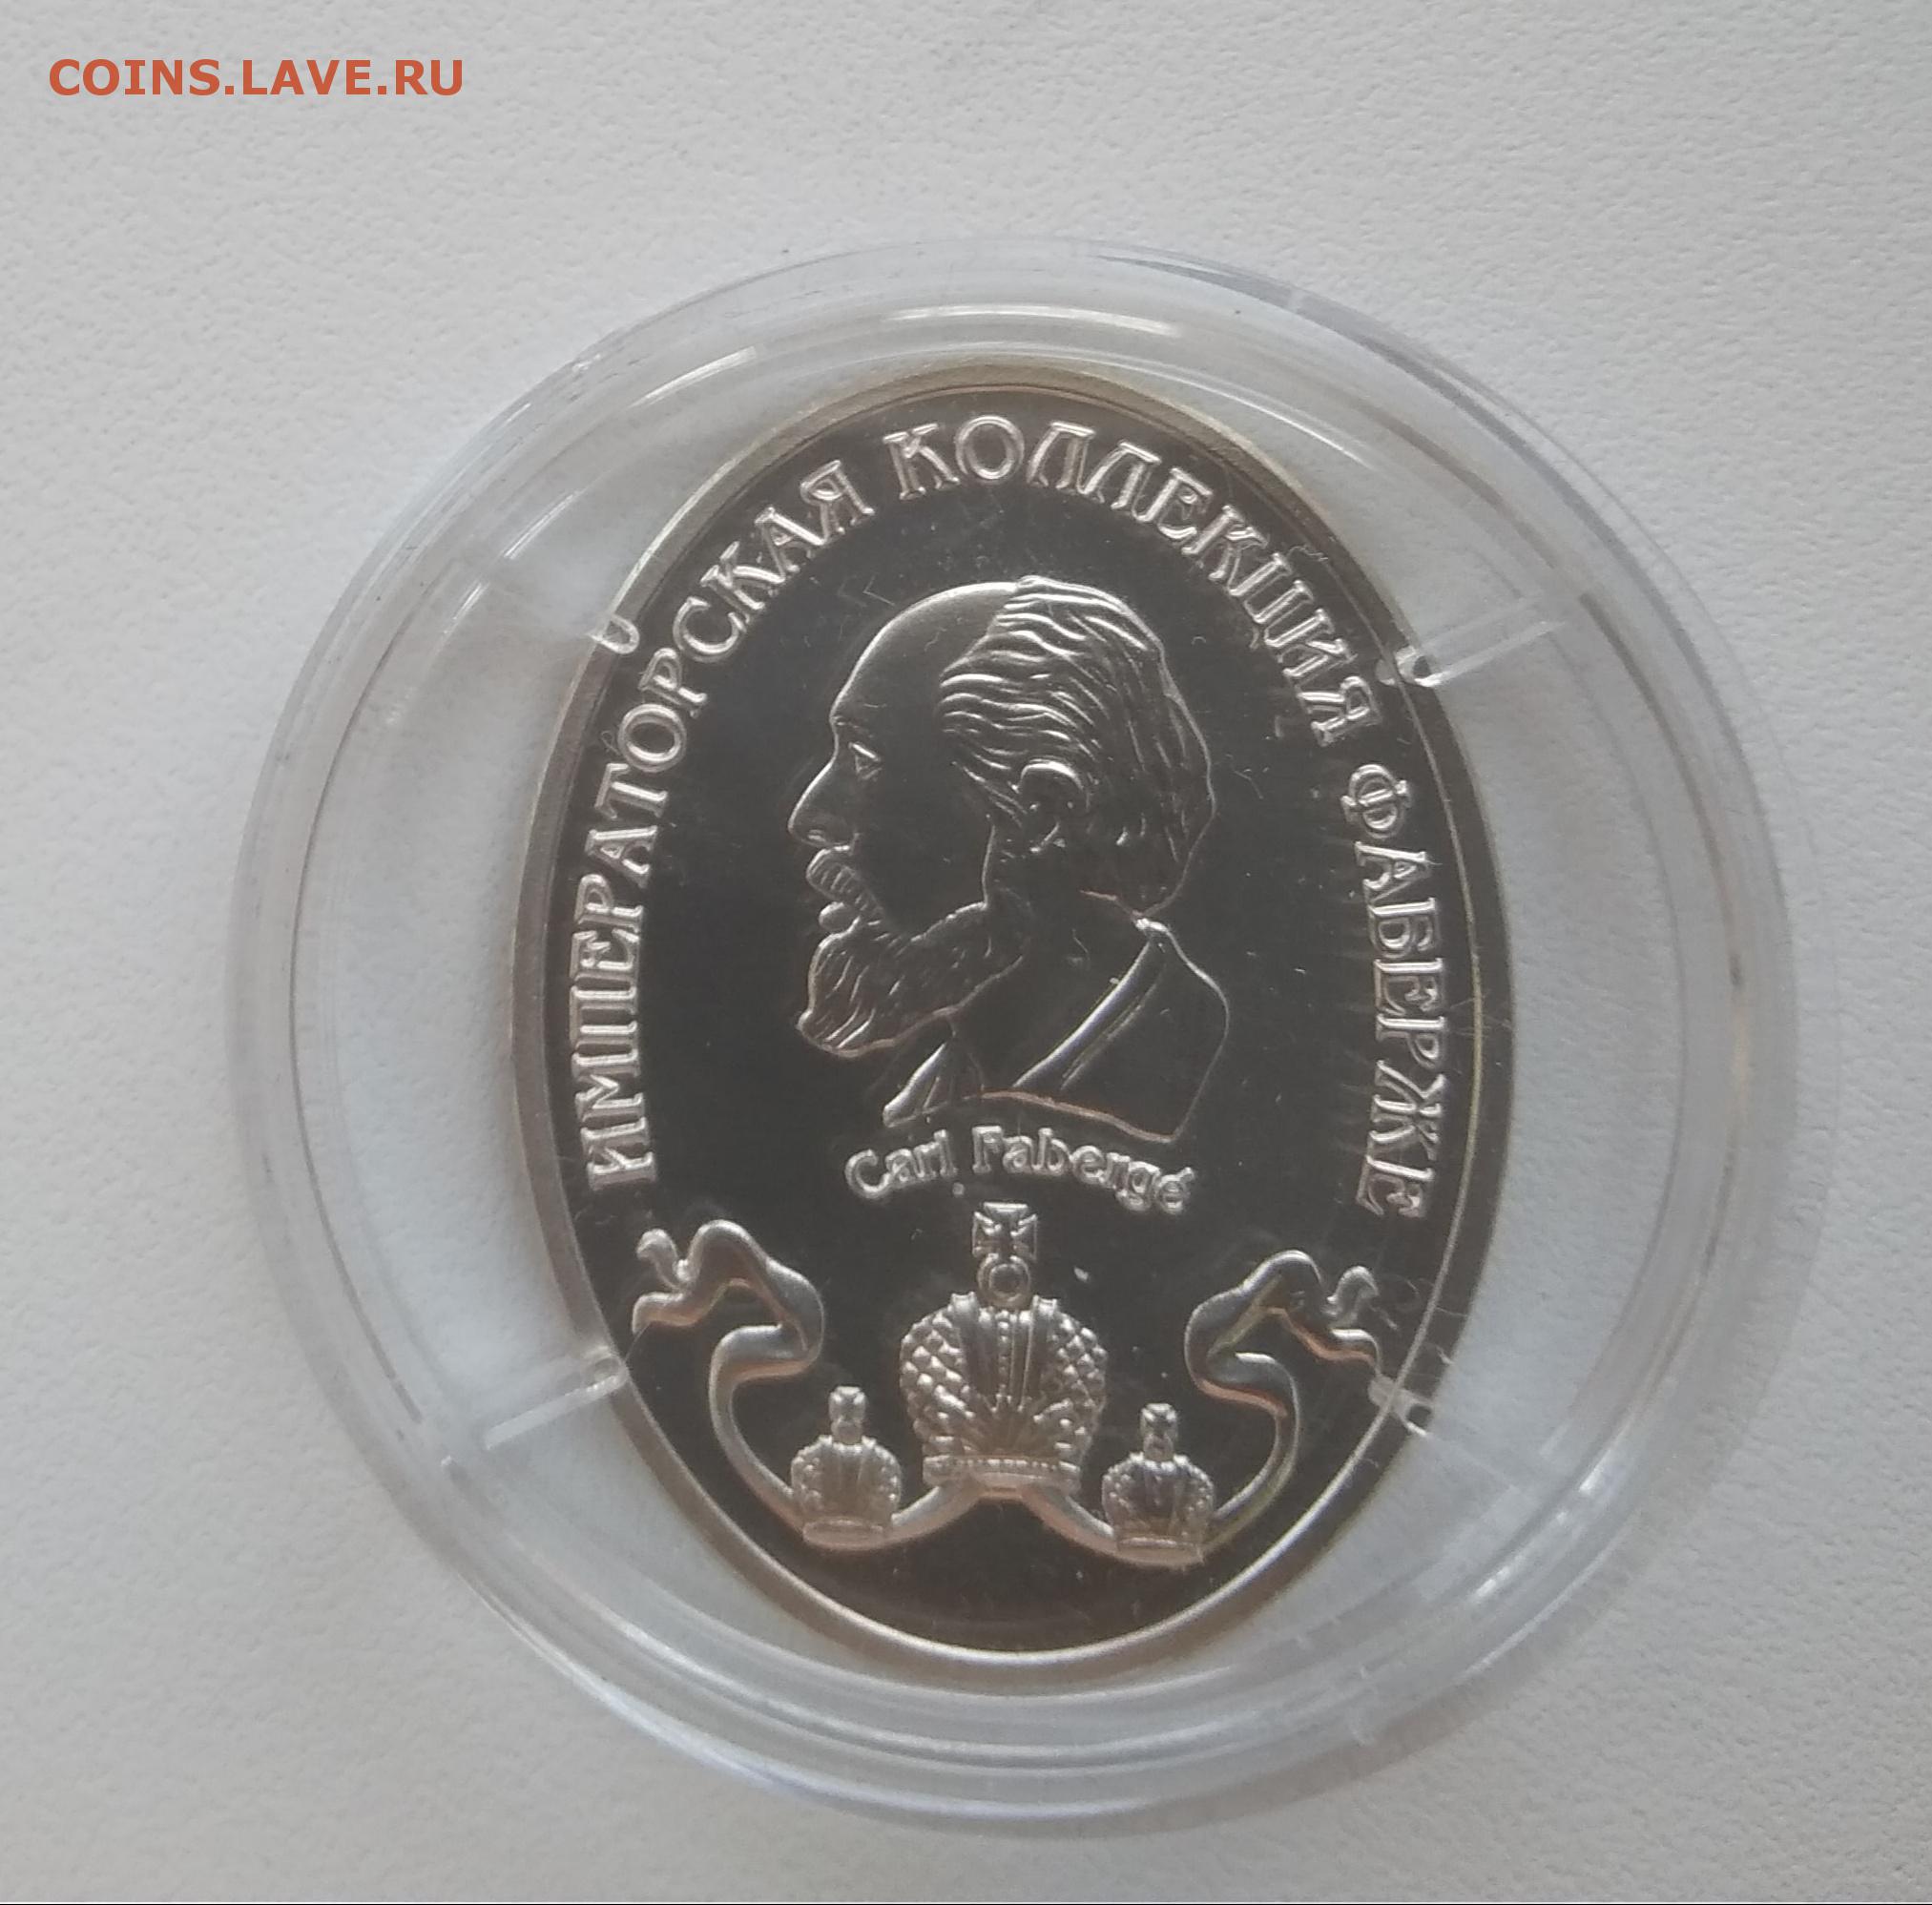 COINS.LAVE.RU
ИМПЕРАТОРСКАЯ КОЛЛЕКЦИЯ ФАБЕРЖЕ
Carl Fabergé